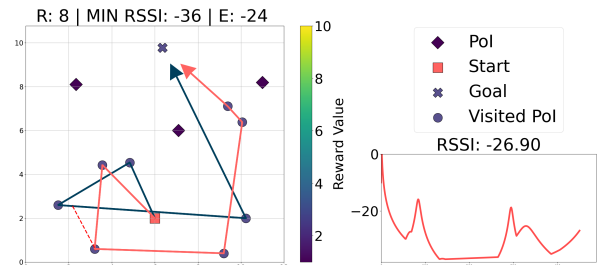 R: 8 | MIN RSSI: -36 | E: -24
10
8
6
4
2
0
10
8
6
4
2
Reward Value
PoI
Start
Goal
Visited PoI
RSSI: -26.90
0
−20